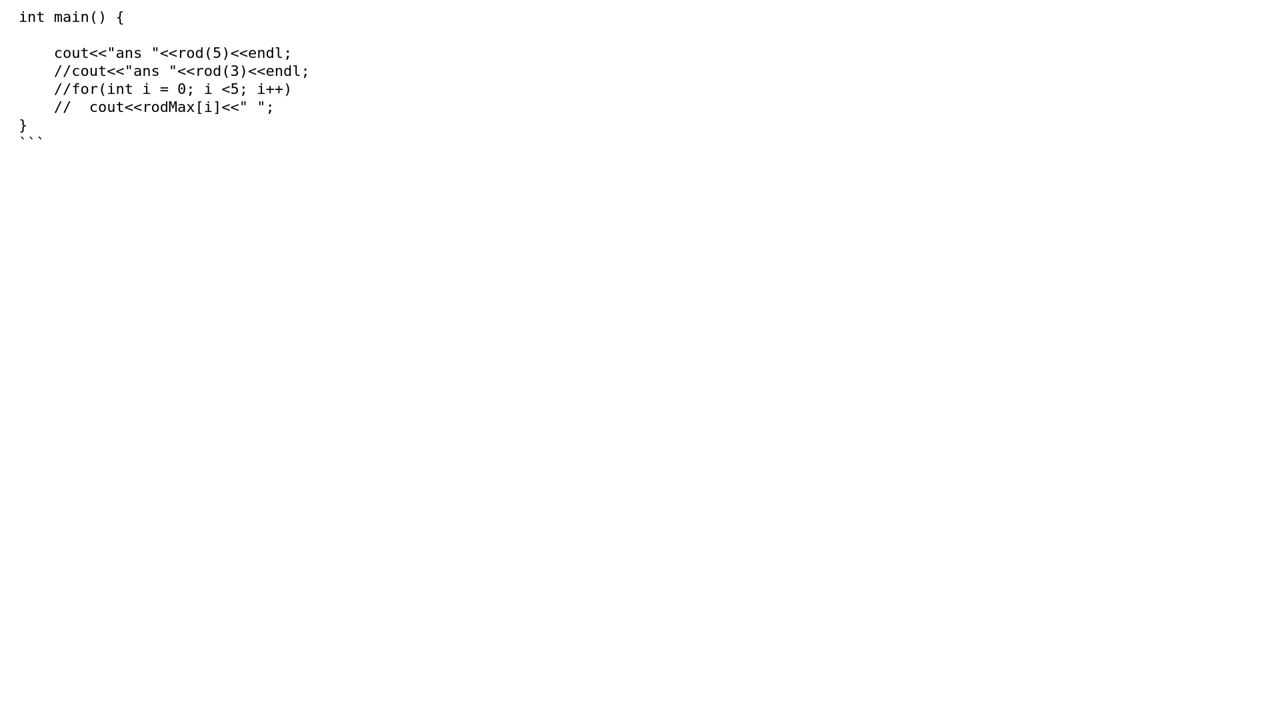 int main() {

    cout<<"ans "<<rod(5)<<endl;
    //cout<<"ans "<<rod(3)<<endl;
    //for(int i = 0; i <5; i++)
    //  cout<<rodMax[i]<<" ";
}
```